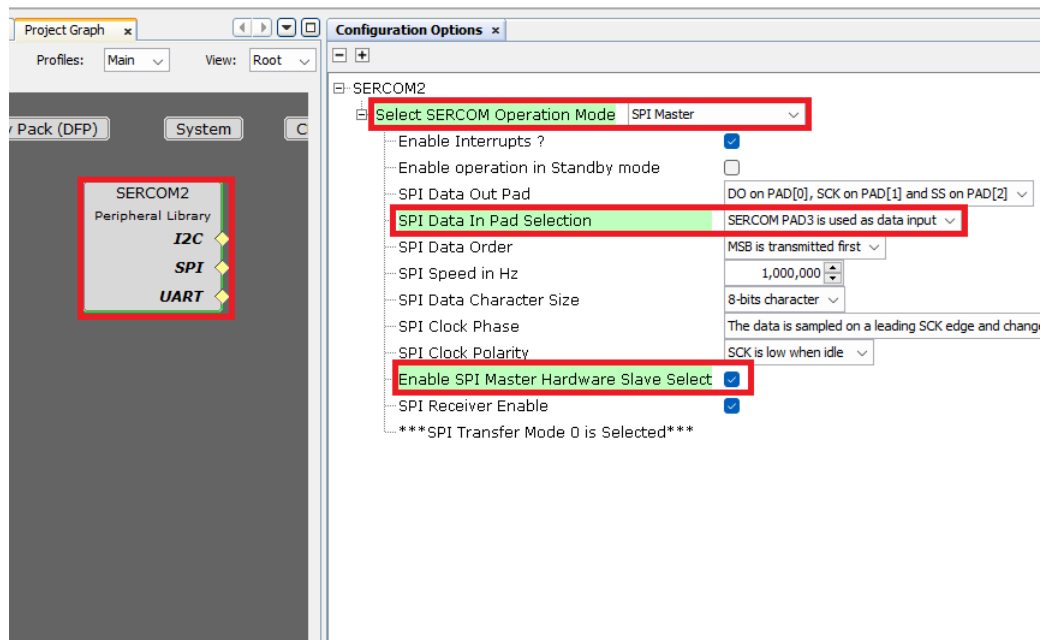 Project Graph x
Profiles: Main View: Root
Pack (DFP) System C
SERCOM2
Peripheral Library
I2C
SPI
UART
Configuration Options x
SERCOM2
Select SERCOM Operation Mode SPI Master
Enable Interrupts ?
Enable operation in Standby mode
SPI Data Out Pad DO on PAD[0], SCK on PAD[1] and SS on PAD[2]
SPI Data In Pad Selection SERCOM PAD3 is used as data input
SPI Data Order MSB is transmitted first
SPI Speed in Hz 1,000,000
SPI Data Character Size 8-bits character
SPI Clock Phase The data is sampled on a leading SCK edge and change
SPI Clock Polarity SCK is low when idle
Enable SPI Master Hardware Slave Select
SPI Receiver Enable
***SPI Transfer Mode 0 is Selected***